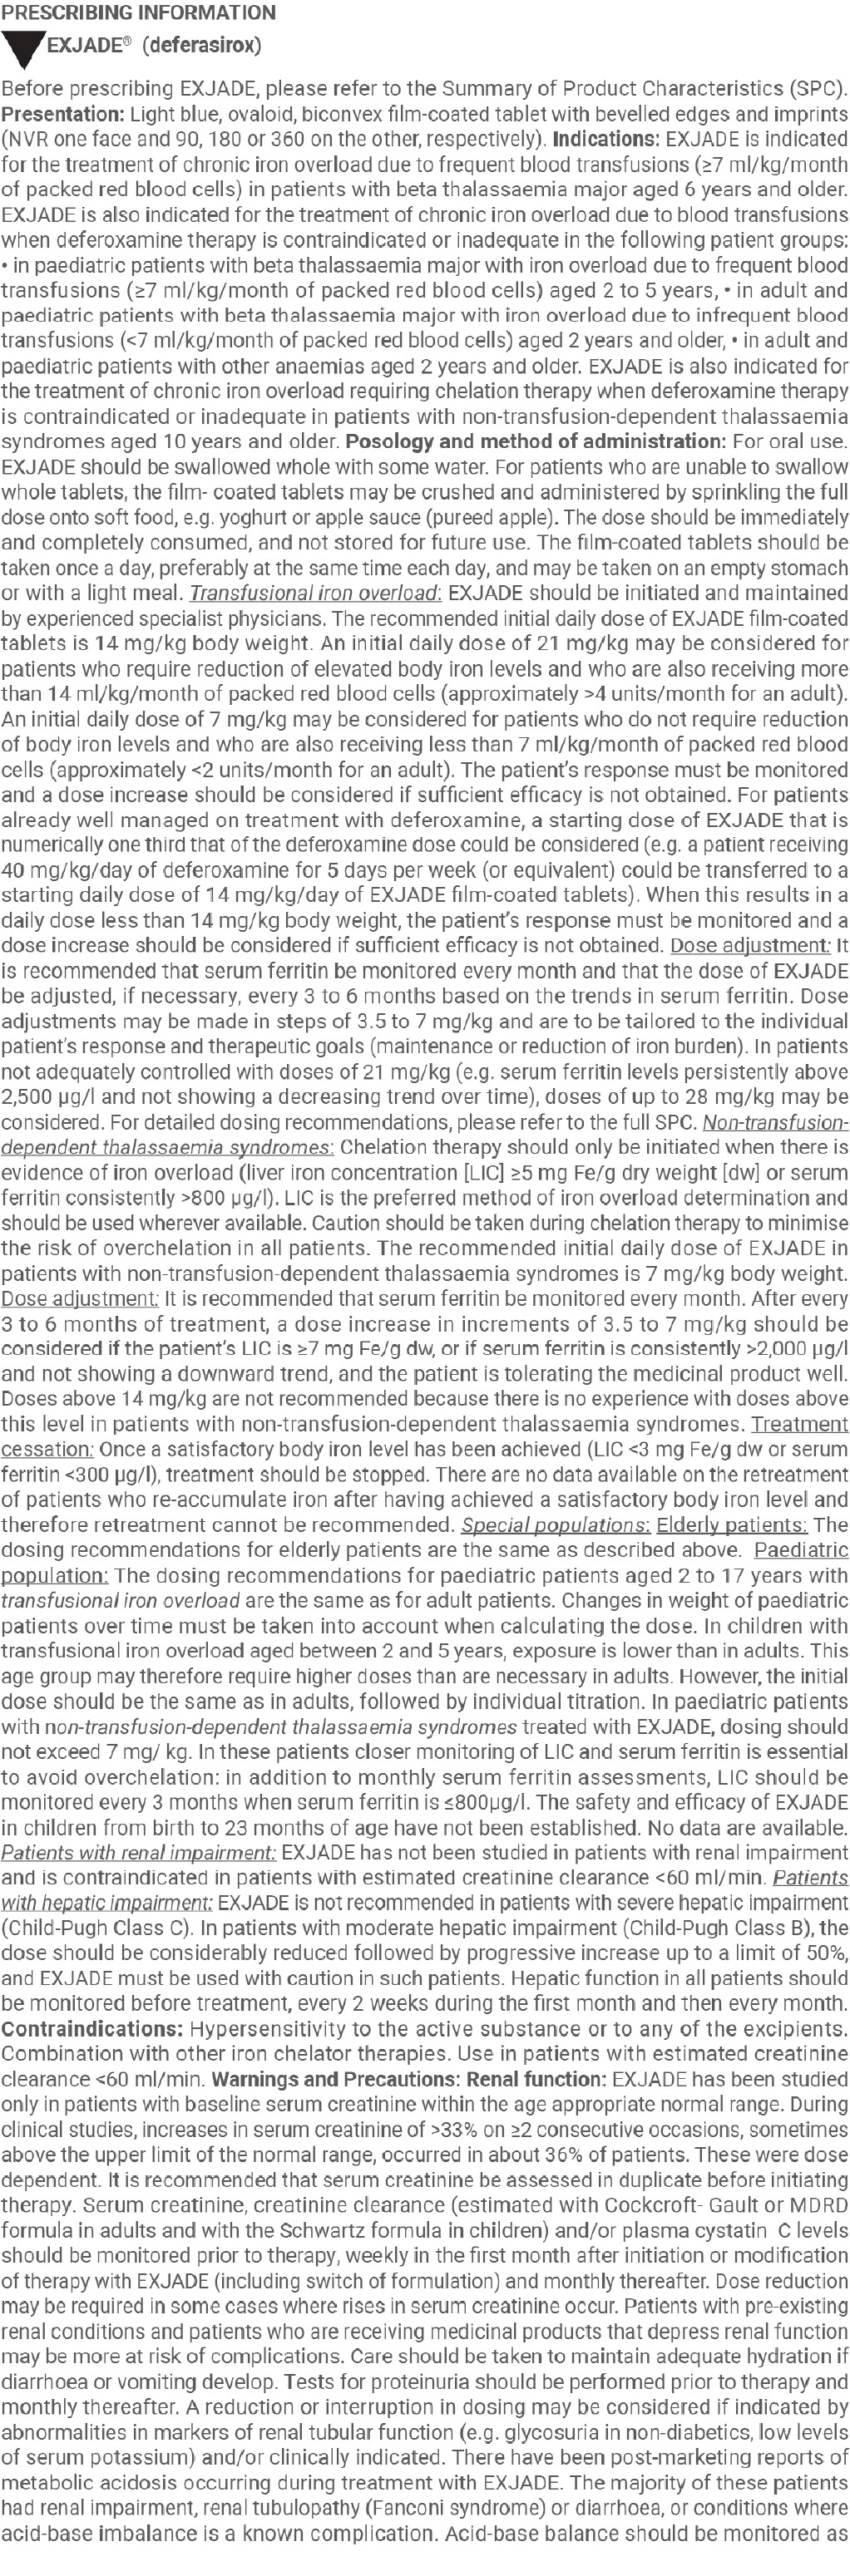 PRESCRIBING INFORMATION
EXJADE® (deferasirox)
Before prescribing EXJADE, please refer to the Summary of Product Characteristics (SPC).
Presentation: Light blue, ovaloid, biconvex film-coated tablet with bevelled edges and imprints
(NVR one face and 90, 180 or 360 on the other, respectively). Indications: EXJADE is indicated
for the treatment of chronic iron overload due to frequent blood transfusions (≥7 ml/kg/month
of packed red blood cells) in patients with beta thalassaemia major aged 6 years and older.
EXJADE is also indicated for the treatment of chronic iron overload due to blood transfusions
when deferoxamine therapy is contraindicated or inadequate in the following patient groups:
• in paediatric patients with beta thalassaemia major with iron overload due to frequent blood
transfusions (≥7 ml/kg/month of packed red blood cells) aged 2 to 5 years, • in adult and
paediatric patients with beta thalassaemia major with iron overload due to infrequent blood
transfusions (<7 ml/kg/month of packed red blood cells) aged 2 years and older, • in adult and
paediatric patients with other anaemias aged 2 years and older. EXJADE is also indicated for
the treatment of chronic iron overload requiring chelation therapy when deferoxamine therapy
is contraindicated or inadequate in patients with non-transfusion-dependent thalassaemia
syndromes aged 10 years and older. Posology and method of administration: For oral use.
EXJADE should be swallowed whole with some water. For patients who are unable to swallow
whole tablets, the film- coated tablets may be crushed and administered by sprinkling the full
dose onto soft food, e.g. yoghurt or apple sauce (pureed apple). The dose should be immediately
and completely consumed, and not stored for future use. The film-coated tablets should be
taken once a day, preferably at the same time each day, and may be taken on an empty stomach
or with a light meal. Transfusional iron overload: EXJADE should be initiated and maintained
by experienced specialist physicians. The recommended initial daily dose of EXJADE film-coated
tablets is 14 mg/kg body weight. An initial daily dose of 21 mg/kg may be considered for
patients who require reduction of elevated body iron levels and who are also receiving more
than 14 ml/kg/month of packed red blood cells (approximately >4 units/month for an adult).
An initial daily dose of 7 mg/kg may be considered for patients who do not require reduction
of body iron levels and who are also receiving less than 7 ml/kg/month of packed red blood
cells (approximately <2 units/month for an adult). The patient’s response must be monitored
and a dose increase should be considered if sufficient efficacy is not obtained. For patients
already well managed on treatment with deferoxamine, a starting dose of EXJADE that is
numerically one third that of the deferoxamine dose could be considered (e.g. a patient receiving
40 mg/kg/day of deferoxamine for 5 days per week (or equivalent) could be transferred to a
starting daily dose of 14 mg/kg/day of EXJADE film-coated tablets). When this results in a
daily dose less than 14 mg/kg body weight, the patient’s response must be monitored and a
dose increase should be considered if sufficient efficacy is not obtained. Dose adjustment: It
is recommended that serum ferritin be monitored every month and that the dose of EXJADE
be adjusted, if necessary, every 3 to 6 months based on the trends in serum ferritin. Dose
adjustments may be made in steps of 3.5 to 7 mg/kg and are to be tailored to the individual
patient’s response and therapeutic goals (maintenance or reduction of iron burden). In patients
not adequately controlled with doses of 21 mg/kg (e.g. serum ferritin levels persistently above
2,500 µg/l and not showing a decreasing trend over time), doses of up to 28 mg/kg may be
considered. For detailed dosing recommendations, please refer to the full SPC. Non-transfusion-
dependent thalassaemia syndromes: Chelation therapy should only be initiated when there is
evidence of iron overload (liver iron concentration [LIC] ≥5 mg Fe/g dry weight [dw] or serum
ferritin consistently >800 µg/l). LIC is the preferred method of iron overload determination and
should be used wherever available. Caution should be taken during chelation therapy to minimise
the risk of overchelation in all patients. The recommended initial daily dose of EXJADE in
patients with non-transfusion-dependent thalassaemia syndromes is 7 mg/kg body weight.
Dose adjustment: It is recommended that serum ferritin be monitored every month. After every
3 to 6 months of treatment, a dose increase in increments of 3.5 to 7 mg/kg should be
considered if the patient’s LIC is ≥7 mg Fe/g dw, or if serum ferritin is consistently >2,000 µg/l
and not showing a downward trend, and the patient is tolerating the medicinal product well.
Doses above 14 mg/kg are not recommended because there is no experience with doses above
this level in patients with non-transfusion-dependent thalassaemia syndromes. Treatment
cessation: Once a satisfactory body iron level has been achieved (LIC <3 mg Fe/g dw or serum
ferritin <300 µg/l), treatment should be stopped. There are no data available on the retreatment
of patients who re-accumulate iron after having achieved a satisfactory body iron level and
therefore retreatment cannot be recommended. Special populations: Elderly patients: The
dosing recommendations for elderly patients are the same as described above. Paediatric
population: The dosing recommendations for paediatric patients aged 2 to 17 years with
transfusional iron overload are the same as for adult patients. Changes in weight of paediatric
patients over time must be taken into account when calculating the dose. In children with
transfusional iron overload aged between 2 and 5 years, exposure is lower than in adults. This
age group may therefore require higher doses than are necessary in adults. However, the initial
dose should be the same as in adults, followed by individual titration. In paediatric patients
with non-transfusion-dependent thalassaemia syndromes treated with EXJADE, dosing should
not exceed 7 mg/ kg. In these patients closer monitoring of LIC and serum ferritin is essential
to avoid overchelation: in addition to monthly serum ferritin assessments, LIC should be
monitored every 3 months when serum ferritin is ≤800µg/l. The safety and efficacy of EXJADE
in children from birth to 23 months of age have not been established. No data are available.
Patients with renal impairment: EXJADE has not been studied in patients with renal impairment
and is contraindicated in patients with estimated creatinine clearance <60 ml/min. Patients
with hepatic impairment: EXJADE is not recommended in patients with severe hepatic impairment
(Child-Pugh Class C). In patients with moderate hepatic impairment (Child-Pugh Class B), the
dose should be considerably reduced followed by progressive increase up to a limit of 50%,
and EXJADE must be used with caution in such patients. Hepatic function in all patients should
be monitored before treatment, every 2 weeks during the first month and then every month.
Contraindications: Hypersensitivity to the active substance or to any of the excipients.
Combination with other iron chelator therapies. Use in patients with estimated creatinine
clearance <60 ml/min. Warnings and Precautions: Renal function: EXJADE has been studied
only in patients with baseline serum creatinine within the age appropriate normal range. During
clinical studies, increases in serum creatinine of >33% on ≥2 consecutive occasions, sometimes
above the upper limit of the normal range, occurred in about 36% of patients. These were dose
dependent. It is recommended that serum creatinine be assessed in duplicate before initiating
therapy. Serum creatinine, creatinine clearance (estimated with Cockcroft- Gault or MDRD
formula in adults and with the Schwartz formula in children) and/or plasma cystatin C levels
should be monitored prior to therapy, weekly in the first month after initiation or modification
of therapy with EXJADE (including switch of formulation) and monthly thereafter. Dose reduction
may be required in some cases where rises in serum creatinine occur. Patients with pre-existing
renal conditions and patients who are receiving medicinal products that depress renal function
may be more at risk of complications. Care should be taken to maintain adequate hydration if
diarrhoea or vomiting develop. Tests for proteinuria should be performed prior to therapy and
monthly thereafter. A reduction or interruption in dosing may be considered if indicated by
abnormalities in markers of renal tubular function (e.g. glycosuria in non-diabetics, low levels
of serum potassium) and/or clinically indicated. There have been post-marketing reports of
metabolic acidosis occurring during treatment with EXJADE. The majority of these patients
had renal impairment, renal tubulopathy (Fanconi syndrome) or diarrhoea, or conditions where
acid-base imbalance is a known complication. Acid-base balance should be monitored as